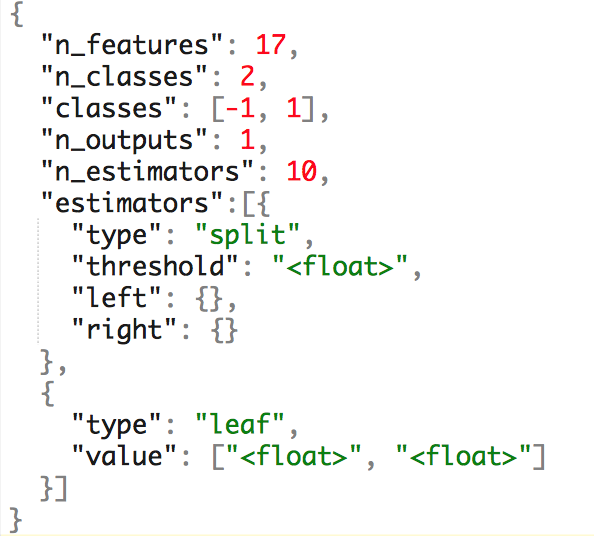 {
  "n_features": 17,
  "n_classes": 2,
  "classes": [-1, 1],
  "n_outputs": 1,
  "n_estimators": 10,
  "estimators":[{
    "type": "split",
    "threshold": "<float>",
    "left": {},
    "right": {}
  },
  {
    "type": "leaf",
    "value": ["<float>", "<float>"]
  }]
}